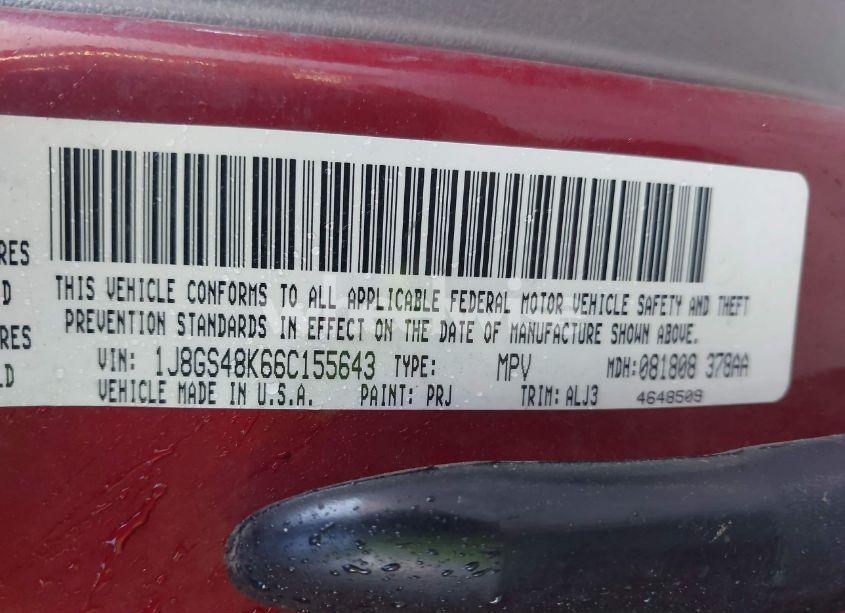 RES
D
RES
LD
THIS VEHICLE CONFORMS TO ALL APPLICABLE FEDERAL MOTOR VEHICLE SAFETY AND THEFT
PREVENTION STANDARDS IN EFFECT ON THE DATE OF MANUFACTURE SHOWN ABOVE.
VIN: 1J8GS48K66C155643 TYPE: MPV MDH:081808 378AA
VEHICLE MADE IN U.S.A. PAINT: PRJ TRIM:ALJ3 4648509